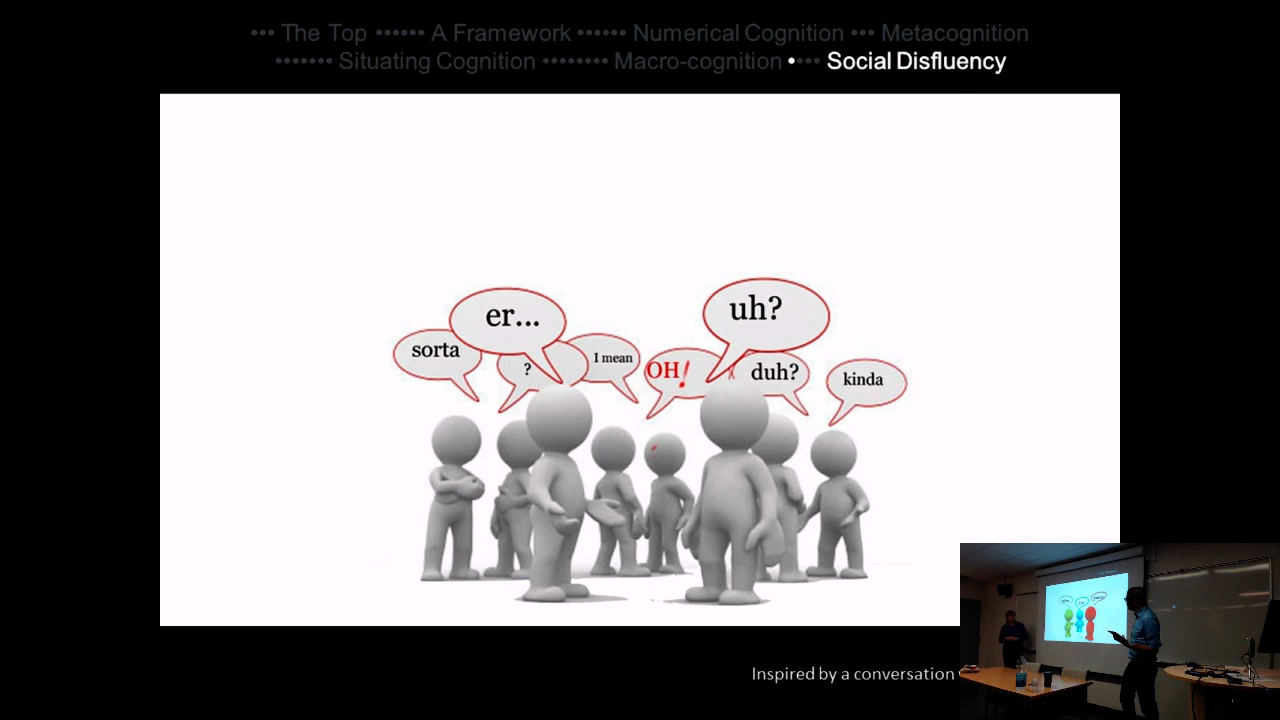 ••• The Top •••••• A Framework •••••• Numerical Cognition ••• Metacognition
••••••• Situating Cognition •••••••• Macro-cognition •••• Social Disfluency
er...
uh?
sorta
?
I mean
OH!
duh?
kinda
Inspired by a conversation